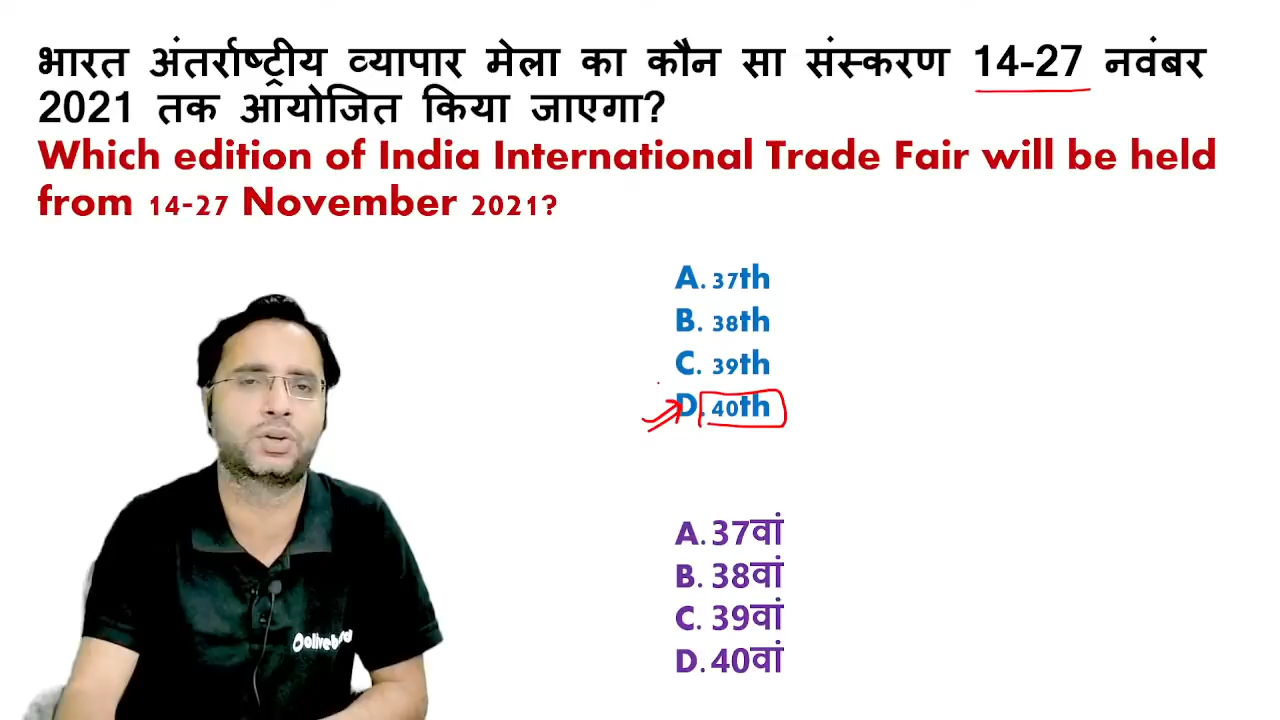 भारत अंतर्राष्ट्रीय व्यापार मेला का कौन सा संस्करण 14-27 नवंबर
2021 तक आयोजित किया जाएगा?
Which edition of India International Trade Fair will be held
from 14-27 November 2021?
A. 37th
B. 38th
C. 39th
D. 40th
A. 37वां
B. 38वां
C. 39वां
D. 40वां